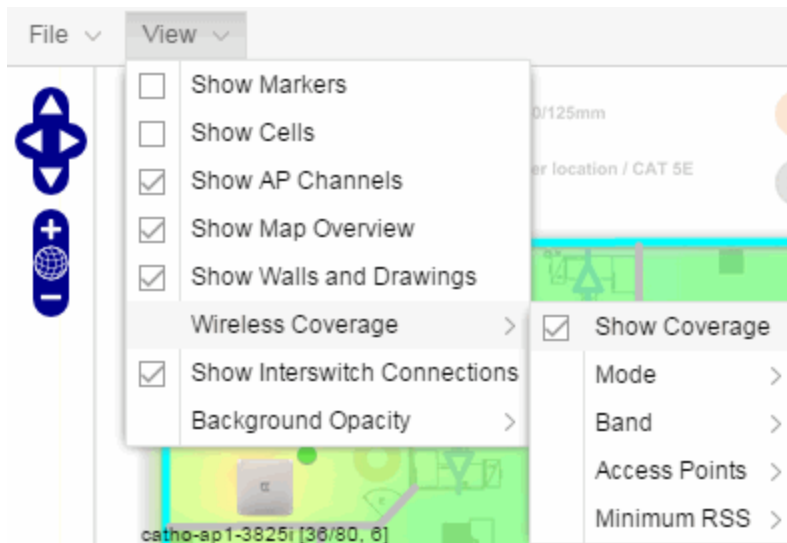 File View
Show Markers
0/125mm
Show Cells
er location / CAT 5E
Show AP Channels
Show Map Overview
Show Walls and Drawings
Wireless Coverage
Show Coverage
Show Interswitch Connections
Mode
Background Opacity
Band
Access Points
Minimum RSS
catho-ap1-3825i [36/80, 6]